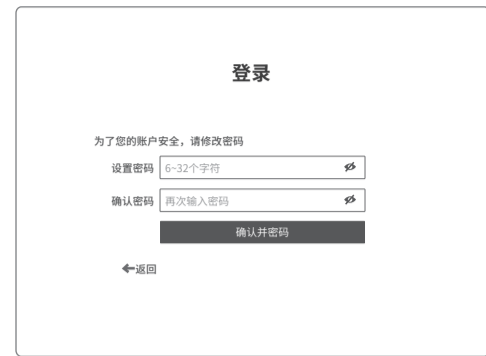 登录
为了您的账户安全，请修改密码
设置密码 6~32个字符
确认密码 再次输入密码
确认并密码
返回